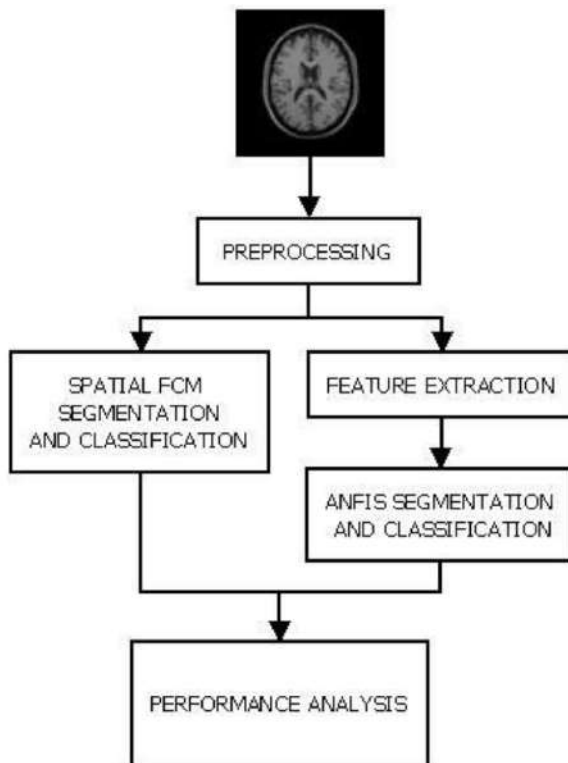 PREPROCESSING
SPATIAL FCM
SEGMENTATION
AND CLASSIFICATION
FEATURE EXTRACTION
ANFIS SEGMENTATION
AND CLASSIFICATION
PERFORMANCE ANALYSIS